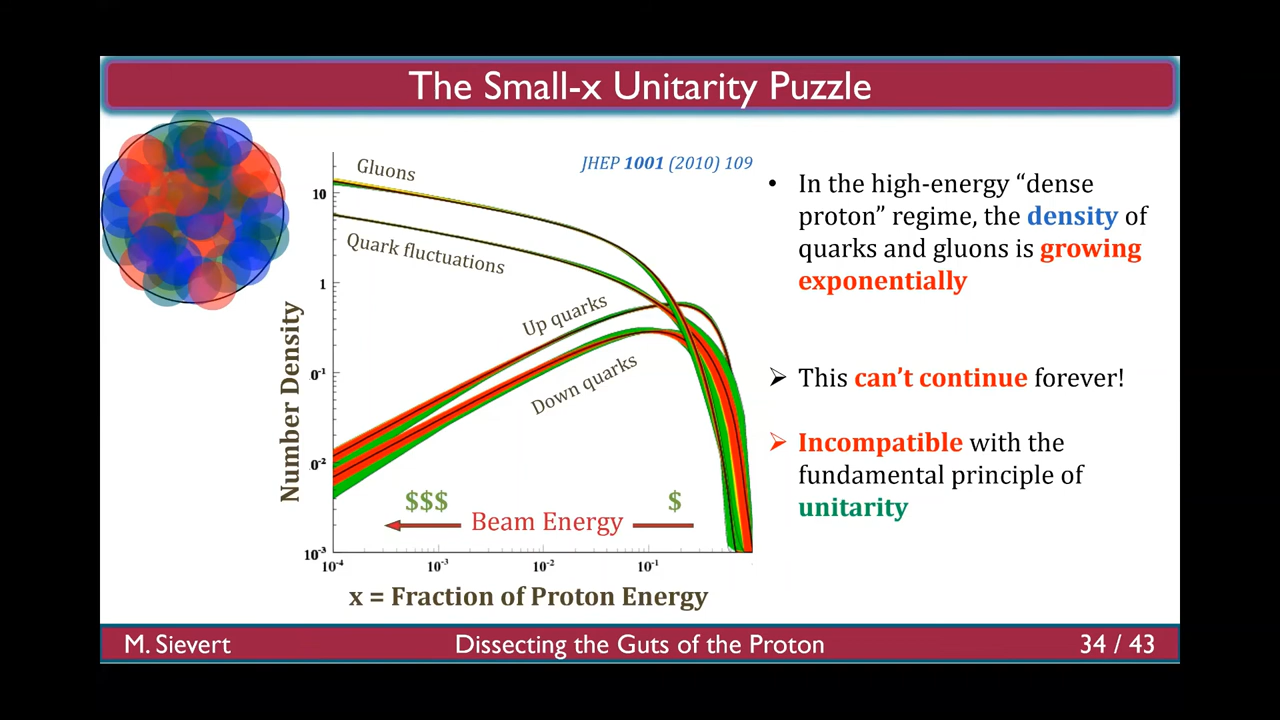 The Small-x Unitarity Puzzle
JHEP 1001 (2010) 109
Gluons
Quark fluctuations
Up quarks
Down quarks
Number Density
10
1
10⁻¹
0⁻²
10⁻³
$$$
$
Beam Energy
10⁻⁴
10⁻³
10⁻²
10⁻¹
x = Fraction of Proton Energy
• In the high-energy “dense
proton” regime, the density of
quarks and gluons is growing
exponentially
➢ This can’t continue forever!
➢ Incompatible with the
fundamental principle of
unitarity
M. Sievert
Dissecting the Guts of the Proton
34 / 43